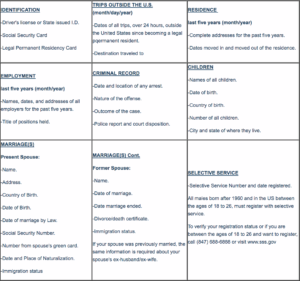 IDENTIFICATION
-Driver's license or State issued I.D.
-Social Security Card
-Legal Permanent Residency Card
TRIPS OUTSIDE THE U.S.
(month/day/year)
-Dates of all trips, over 24 hours, outside
the United States since becoming a legal
permanent resident.
-Destination traveled to
RESIDENCE
last five years (month/year)
-Complete addresses for the past five years.
-Dates moved in and moved out of the residence.
EMPLOYMENT
last five years (month/year)
-Names, dates, and addresses of all
employers for the past five years.
-Title of positions held.
CRIMINAL RECORD
-Date and location of any arrest.
-Nature of the offense.
-Outcome of the case.
-Police report and court disposition.
CHILDREN
-Names of all children.
-Date of birth.
-Country of birth.
-Number of all children.
-City and state of where they live.
MARRIAGE(S)
Present Spouse:
-Name.
-Address.
-Country of Birth.
-Date of Birth.
-Date of marriage by Law.
-Social Security Number.
-Number from spouse's green card.
-Date and Place of Naturalization.
-Immigration status
MARRIAGE(S) Cont.
Former Spouse:
-Name.
-Date of marriage.
-Date marriage ended.
-Divorce/death certificate.
-Immigration status.
If your spouse was previously married, the
same information is required about your
spouse's ex-husband/ex-wife.
SELECTIVE SERVICE
-Selective Service Number and date registered.
All males born after 1960 and in the US between
the ages of 18 to 26, must register with selective
service.
To verify your registration status or if you are
between the ages of 18 to 26 and want to register,
call (847) 688-6888 or visit www.sss.gov